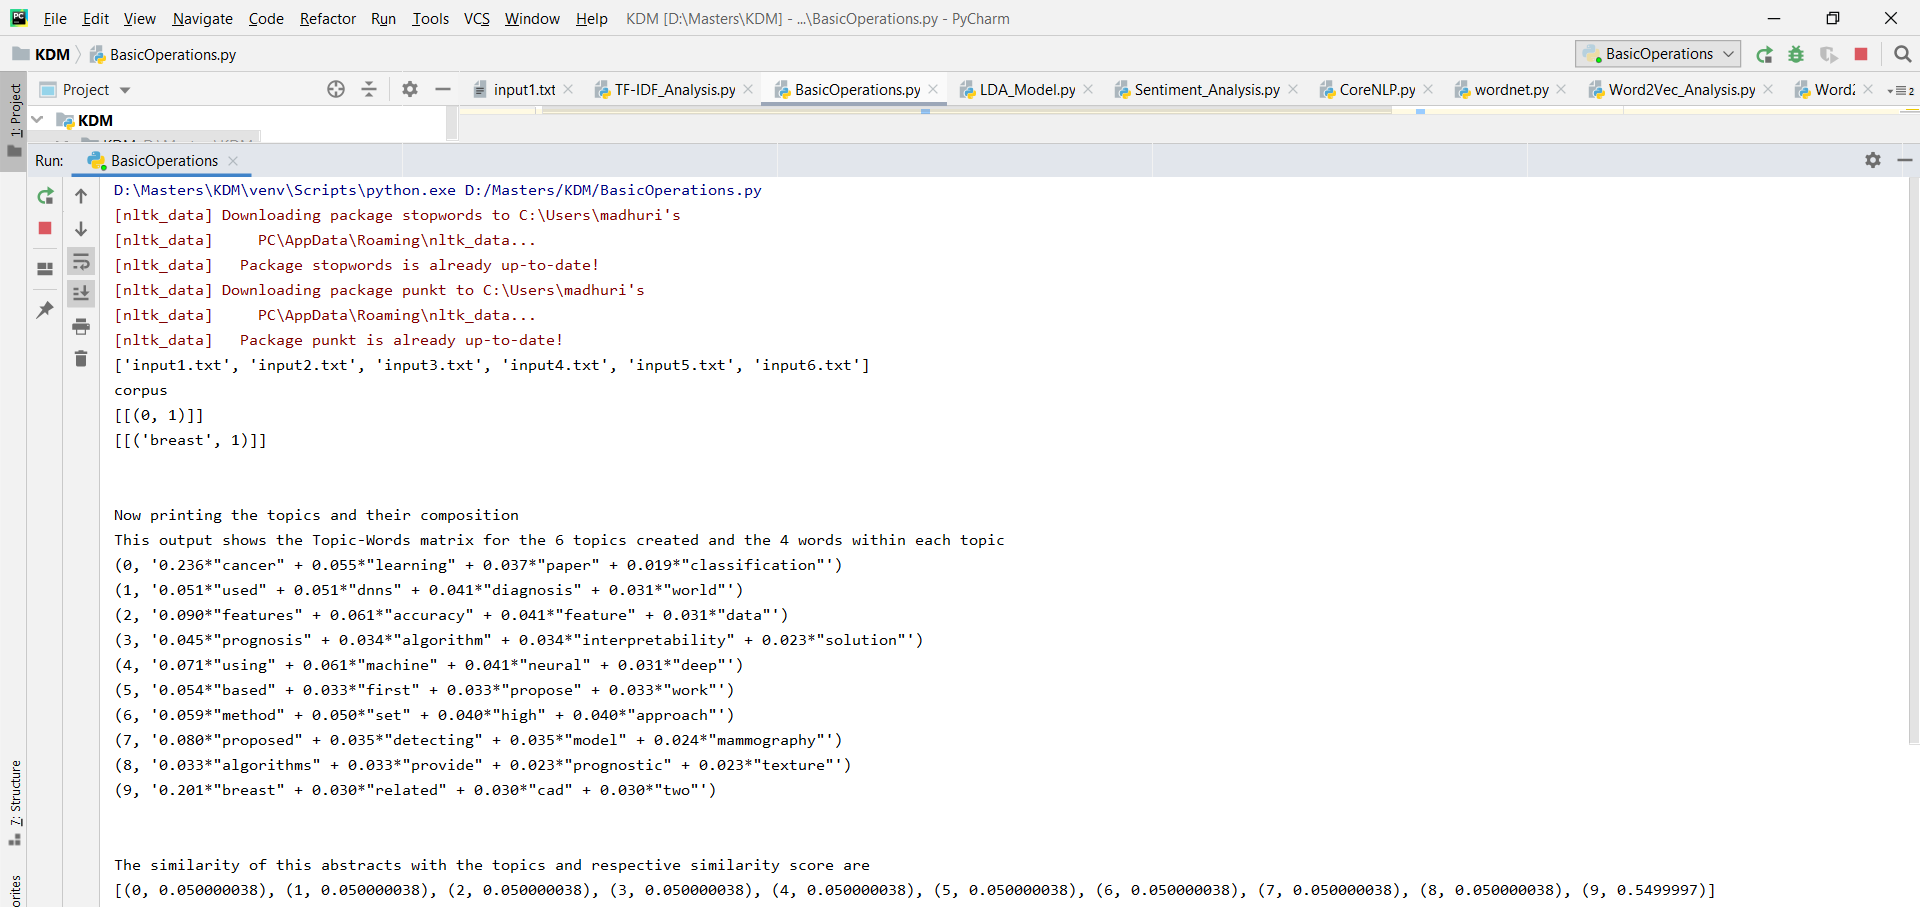 File Edit View Navigate Code Refactor Run Tools VCS Window Help KDM [D:\Masters\KDM] - ...\BasicOperations.py - PyCharm
KDM BasicOperations.py BasicOperations
1: Project
Project input1.txt TF-IDF_Analysis.py BasicOperations.py LDA_Model.py Sentiment_Analysis.py CoreNLP.py wordnet.py Word2Vec_Analysis.py Word2 2
KDM
Run: BasicOperations
D:\Masters\KDM\venv\Scripts\python.exe D:/Masters/KDM/BasicOperations.py
[nltk_data] Downloading package stopwords to C:\Users\madhuri's
[nltk_data]     PC\AppData\Roaming\nltk_data...
[nltk_data]   Package stopwords is already up-to-date!
[nltk_data] Downloading package punkt to C:\Users\madhuri's
[nltk_data]     PC\AppData\Roaming\nltk_data...
[nltk_data]   Package punkt is already up-to-date!
['input1.txt', 'input2.txt', 'input3.txt', 'input4.txt', 'input5.txt', 'input6.txt']
corpus
[[(0, 1)]]
[[('breast', 1)]]
Now printing the topics and their composition
This output shows the Topic-Words matrix for the 6 topics created and the 4 words within each topic
(0, '0.236*"cancer" + 0.055*"learning" + 0.037*"paper" + 0.019*"classification"')
(1, '0.051*"used" + 0.051*"dnns" + 0.041*"diagnosis" + 0.031*"world"')
(2, '0.090*"features" + 0.061*"accuracy" + 0.041*"feature" + 0.031*"data"')
(3, '0.045*"prognosis" + 0.034*"algorithm" + 0.034*"interpretability" + 0.023*"solution"')
(4, '0.071*"using" + 0.061*"machine" + 0.041*"neural" + 0.031*"deep"')
(5, '0.054*"based" + 0.033*"first" + 0.033*"propose" + 0.033*"work"')
(6, '0.059*"method" + 0.050*"set" + 0.040*"high" + 0.040*"approach"')
(7, '0.080*"proposed" + 0.035*"detecting" + 0.035*"model" + 0.024*"mammography"')
(8, '0.033*"algorithms" + 0.033*"provide" + 0.023*"prognostic" + 0.023*"texture"')
(9, '0.201*"breast" + 0.030*"related" + 0.030*"cad" + 0.030*"two"')
7: Structure
The similarity of this abstracts with the topics and respective similarity score are
[(0, 0.050000038), (1, 0.050000038), (2, 0.050000038), (3, 0.050000038), (4, 0.050000038), (5, 0.050000038), (6, 0.050000038), (7, 0.050000038), (8, 0.050000038), (9, 0.5499997)]
orites